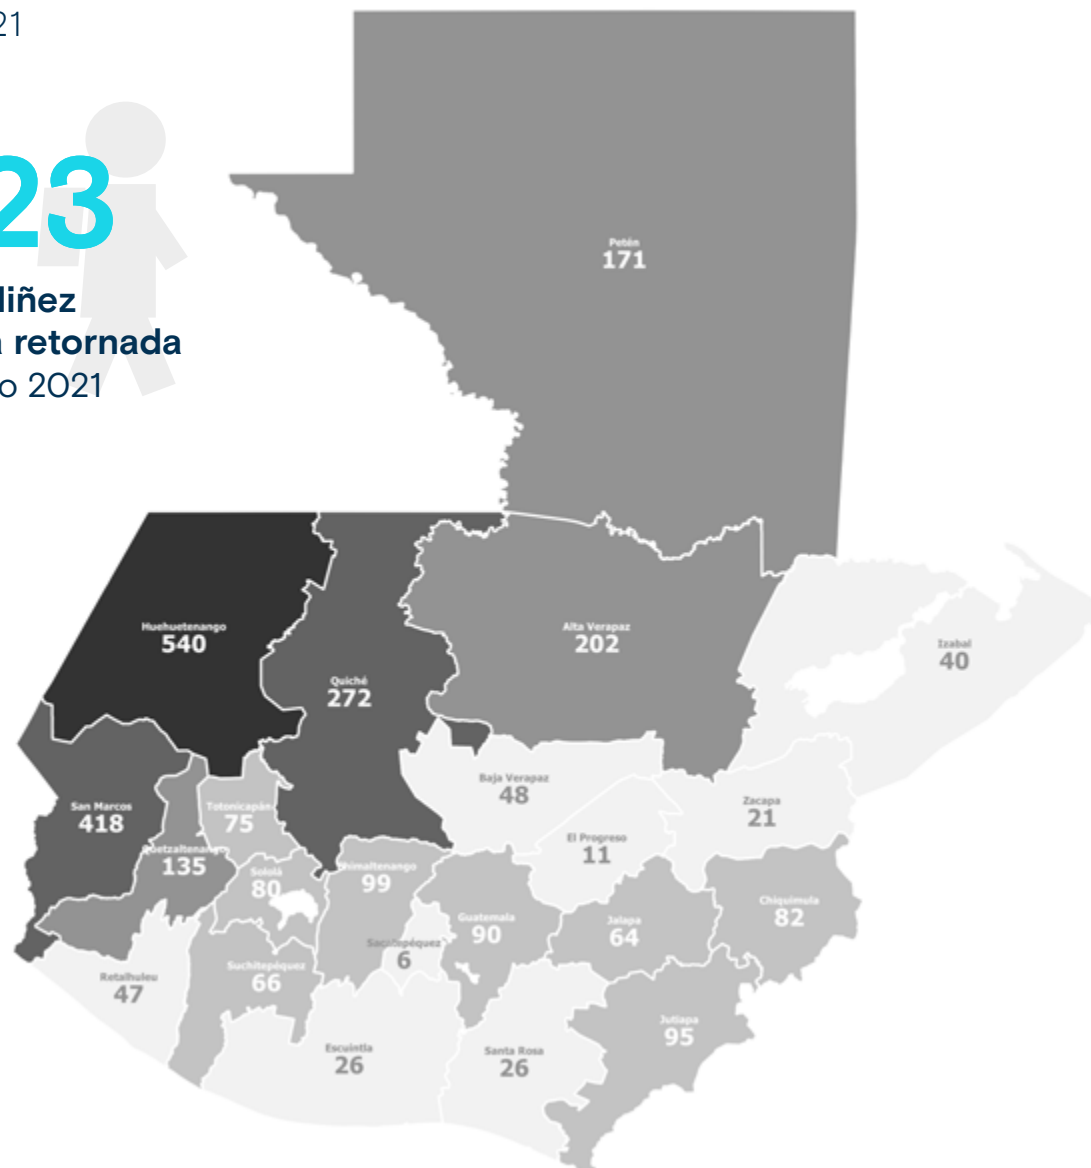 21
23
liñez
a retornada
o 2021
Petén
171
Huehuetenango
540
Quiché
272
Alta Verapaz
202
Izabal
40
San Marcos
418
Totonicapán
75
Quetzaltenango
135
Baja Verapaz
48
Zacapa
21
El Progreso
11
Sololá
80
Chimaltenango
99
Guatemala
90
Jalapa
64
Chiquimula
82
Sacatepéquez
6
Retalhuleu
47
Suchitepéquez
66
Jutiapa
95
Escuintla
26
Santa Rosa
26